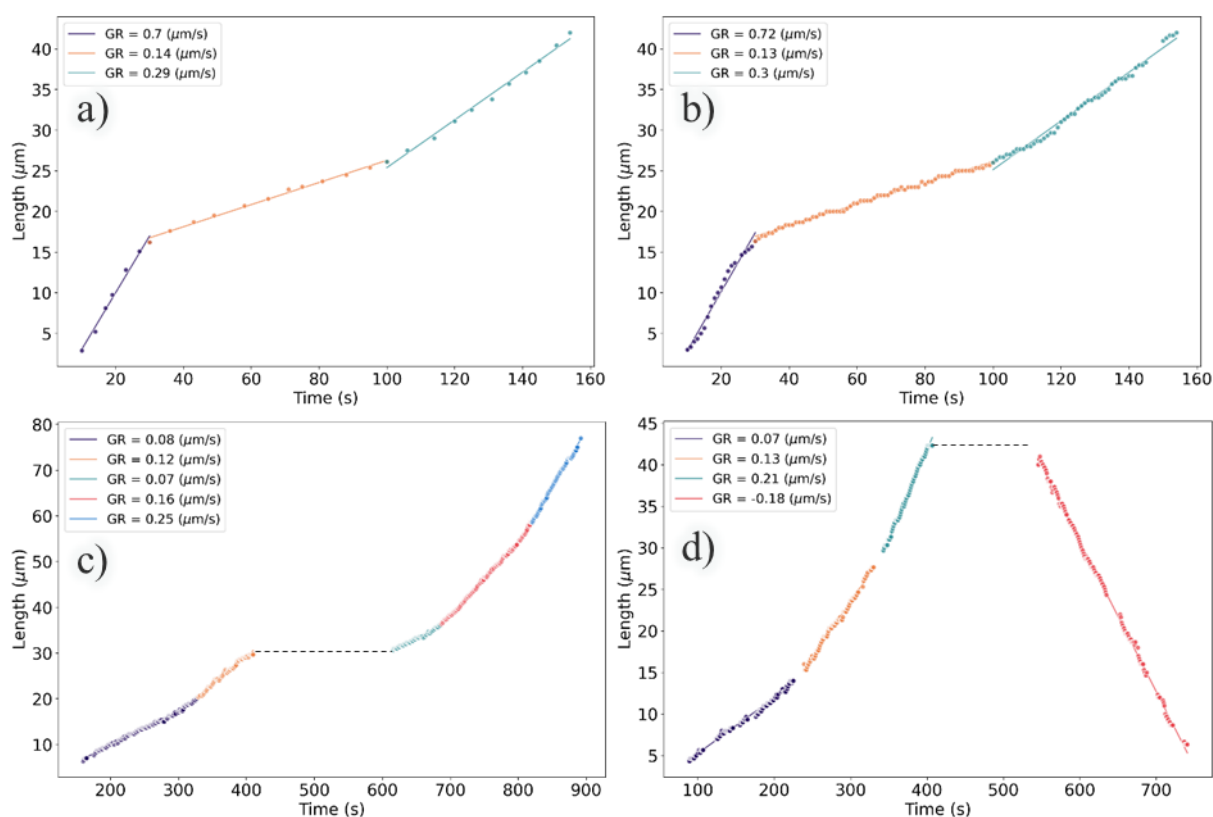 a)
GR = 0.7 (μm/s)
GR = 0.14 (μm/s)
GR = 0.29 (μm/s)
Length (μm)
40
35
30
25
20
15
10
5
20 40 60 80 100 120 140 160
Time (s)
b)
GR = 0.72 (μm/s)
GR = 0.13 (μm/s)
GR = 0.3 (μm/s)
Length (μm)
40
35
30
25
20
15
10
5
20 40 60 80 100 120 140 160
Time (s)
c)
GR = 0.08 (μm/s)
GR = 0.12 (μm/s)
GR = 0.07 (μm/s)
GR = 0.16 (μm/s)
GR = 0.25 (μm/s)
Length (μm)
80
70
60
50
40
30
20
10
200 300 400 500 600 700 800 900
Time (s)
d)
GR = 0.07 (μm/s)
GR = 0.13 (μm/s)
GR = 0.21 (μm/s)
GR = -0.18 (μm/s)
Length (μm)
45
40
35
30
25
20
15
10
5
100 200 300 400 500 600 700
Time (s)